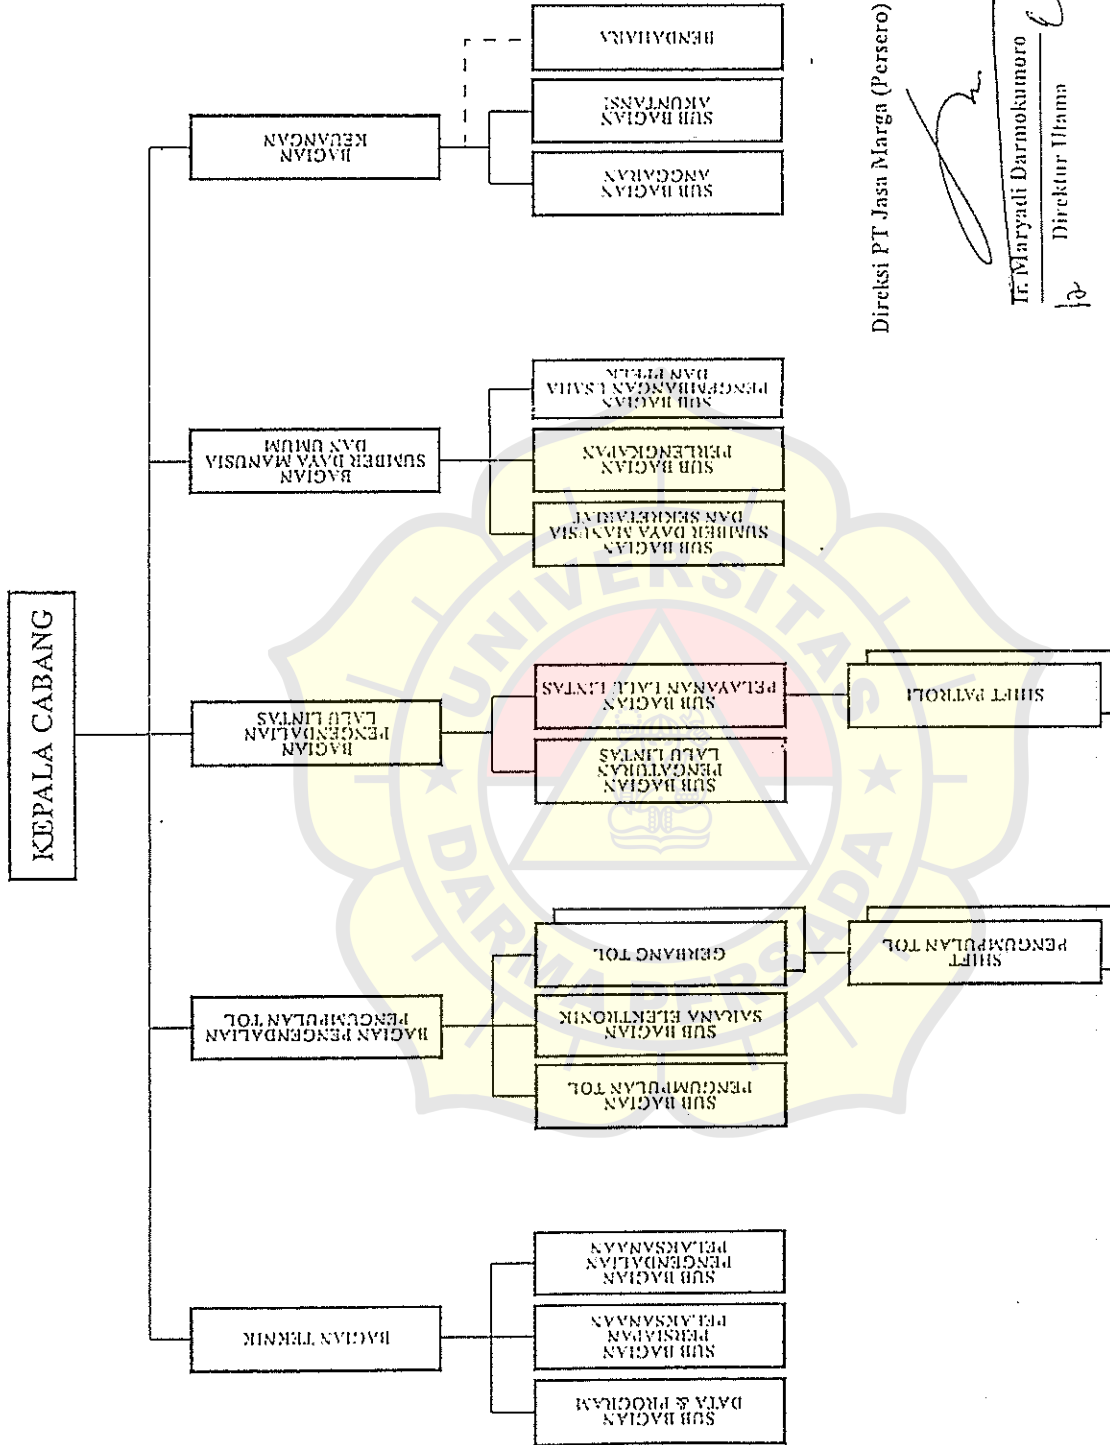 KEPALA CABANG
BAGIAN TEKNIK
BAGIAN PENGENDALIAN
PENGUMPULAN TOL
BAGIAN
PENGENDALIAN
LALU LINTAS
BAGIAN
SUMBER DAYA MANUSIA
DAN UMUM
BAGIAN
KEUANGAN
SUB BAGIAN
DATA & PROGRAM
SUB BAGIAN
PERSIAPAN
PELAKSANAAN
SUB BAGIAN
PENGENDALIAN
PELAKSANAAN
SUB BAGIAN
PENGUMPULAN TOL
SUB BAGIAN
SARANA ELEKTRONIK
GERBANG TOL
SUB BAGIAN
PENGATURAN
LALU LINTAS
SUB BAGIAN
PELAYANAN LALU LINTAS
SUB BAGIAN
SUMBER DAYA MANUSIA
DAN SEKRETARIAT
SUB BAGIAN
PERLENGKAPAN
SUB BAGIAN
PENGEMBANGAN USAHA
DAN
SUB BAGIAN
ANGGARAN
SUB BAGIAN
AKUNTANSI
BENDAHARA
SHIFT
PENGUMPULAN TOL
SHIFT PATROLI
Direksi PT Jasa Marga (Persero)
Ir. Maryadi Darmokumoro
Direktur Utama
UNIVERSITAS
DARMA PERSADA